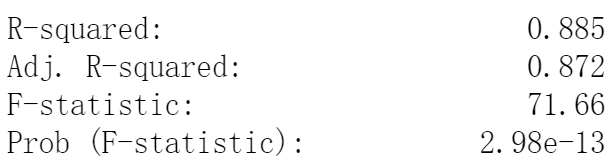 R-squared: 0.885
Adj. R-squared: 0.872
F-statistic: 71.66
Prob (F-statistic): 2.98e-13